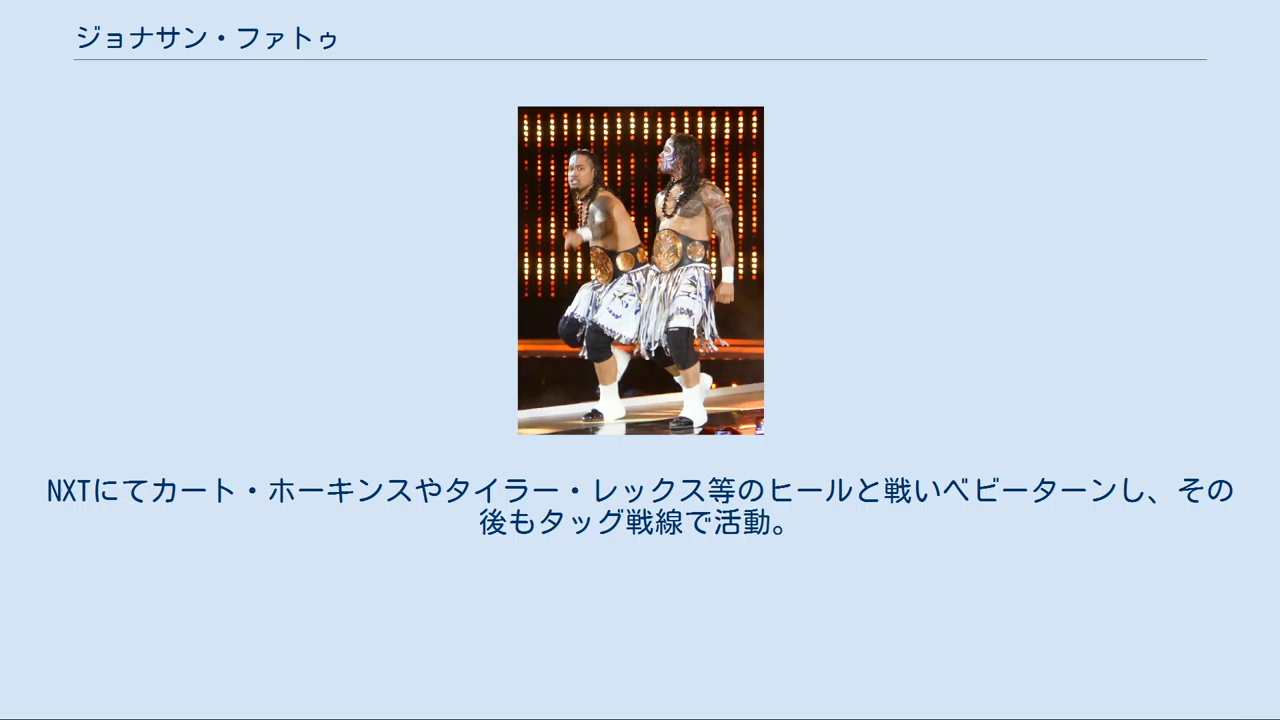 ジョナサン・ファトゥ
NXTにてカート・ホーキンスやタイラー・レックス等のヒールと戦いベビーターンし、その
後もタッグ戦線で活動。